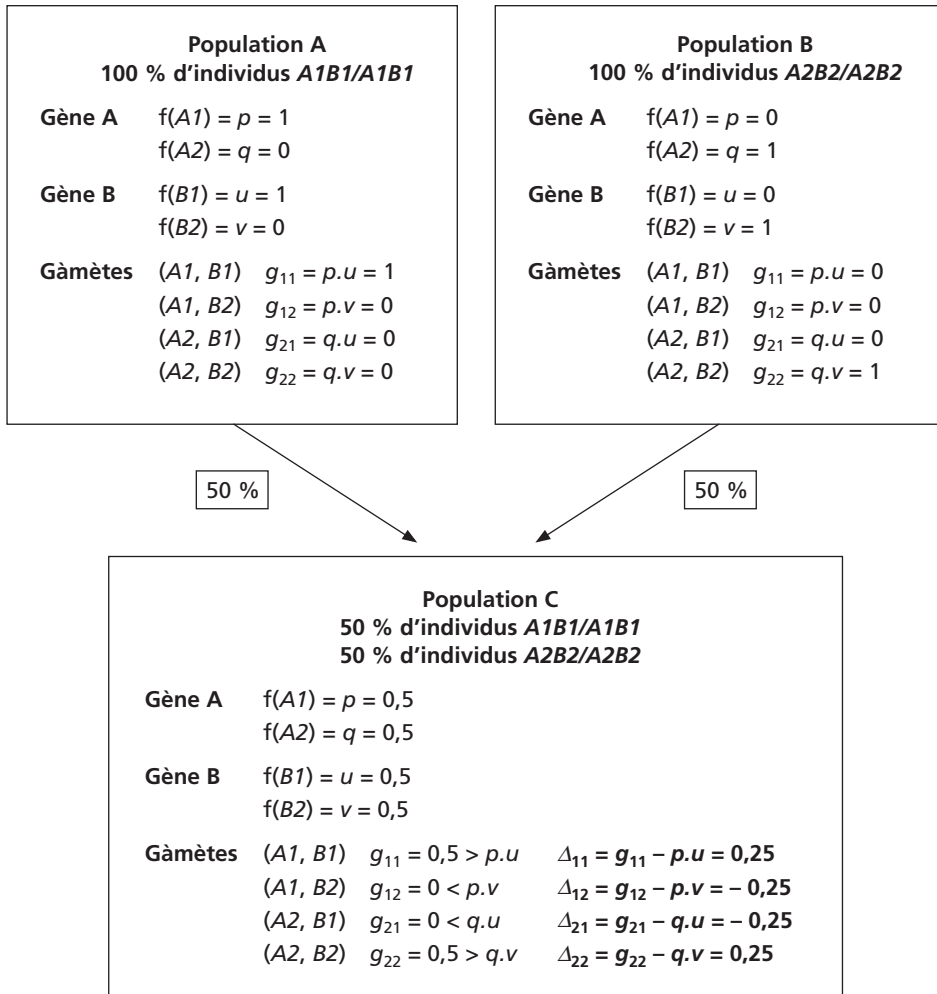 Population A
100 % d'individus A1B1/A1B1
Gène A f(A1) = p = 1
f(A2) = q = 0
Gène B f(B1) = u = 1
f(B2) = v = 0
Gàmètes (A1, B1) g₁₁ = p.u = 1
(A1, B2) g₁₂ = p.v = 0
(A2, B1) g₂₁ = q.u = 0
(A2, B2) g₂₂ = q.v = 0
Population B
100 % d'individus A2B2/A2B2
Gène A f(A1) = p = 0
f(A2) = q = 1
Gène B f(B1) = u = 0
f(B2) = v = 1
Gàmètes (A1, B1) g₁₁ = p.u = 0
(A1, B2) g₁₂ = p.v = 0
(A2, B1) g₂₁ = q.u = 0
(A2, B2) g₂₂ = q.v = 1
50 %
50 %
Population C
50 % d'individus A1B1/A1B1
50 % d'individus A2B2/A2B2
Gène A f(A1) = p = 0,5
f(A2) = q = 0,5
Gène B f(B1) = u = 0,5
f(B2) = v = 0,5
Gàmètes (A1, B1) g₁₁ = 0,5 > p.u Δ₁₁ = g₁₁ – p.u = 0,25
(A1, B2) g₁₂ = 0 < p.v Δ₁₂ = g₁₂ – p.v = – 0,25
(A2, B1) g₂₁ = 0 < q.u Δ₂₁ = g₂₁ – q.u = – 0,25
(A2, B2) g₂₂ = 0,5 > q.v Δ₂₂ = g₂₂ – q.v = 0,25